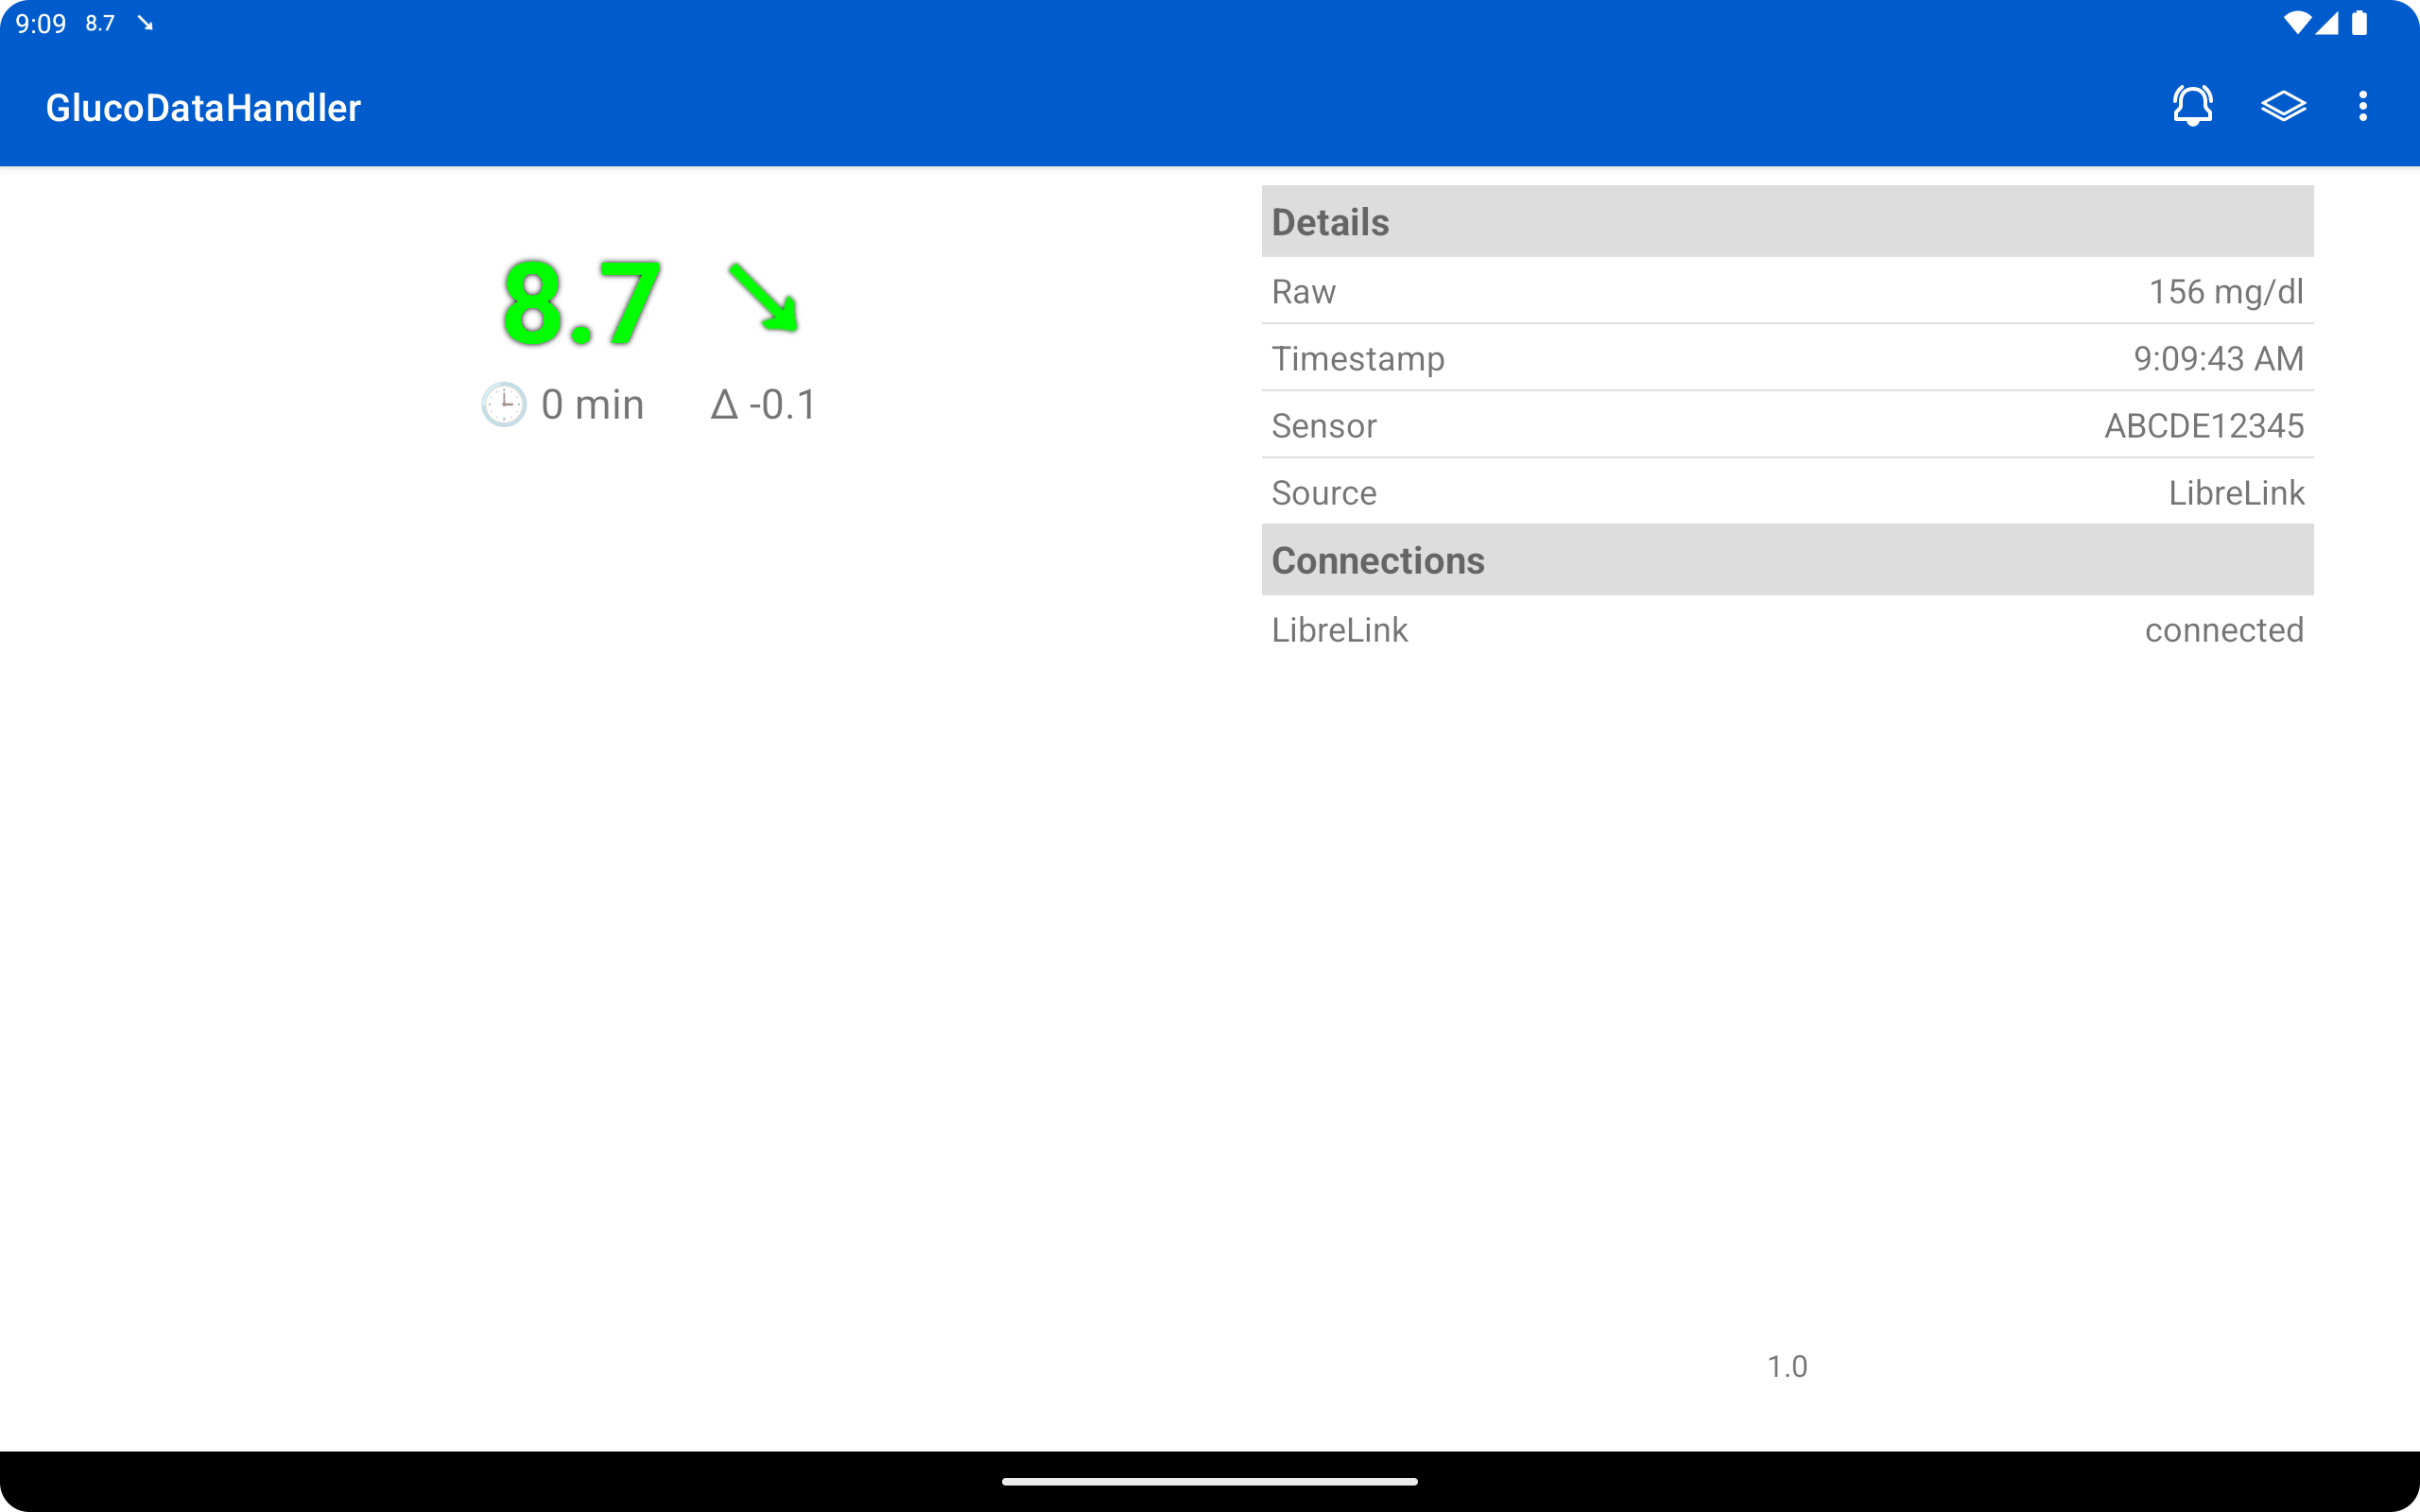 9:09 8.7 ↘
GlucoDataHandler
8.7 ↘
🕒 0 min Δ -0.1
Details
Raw 156 mg/dl
Timestamp 9:09:43 AM
Sensor ABCDE12345
Source LibreLink
Connections
LibreLink connected
1.0